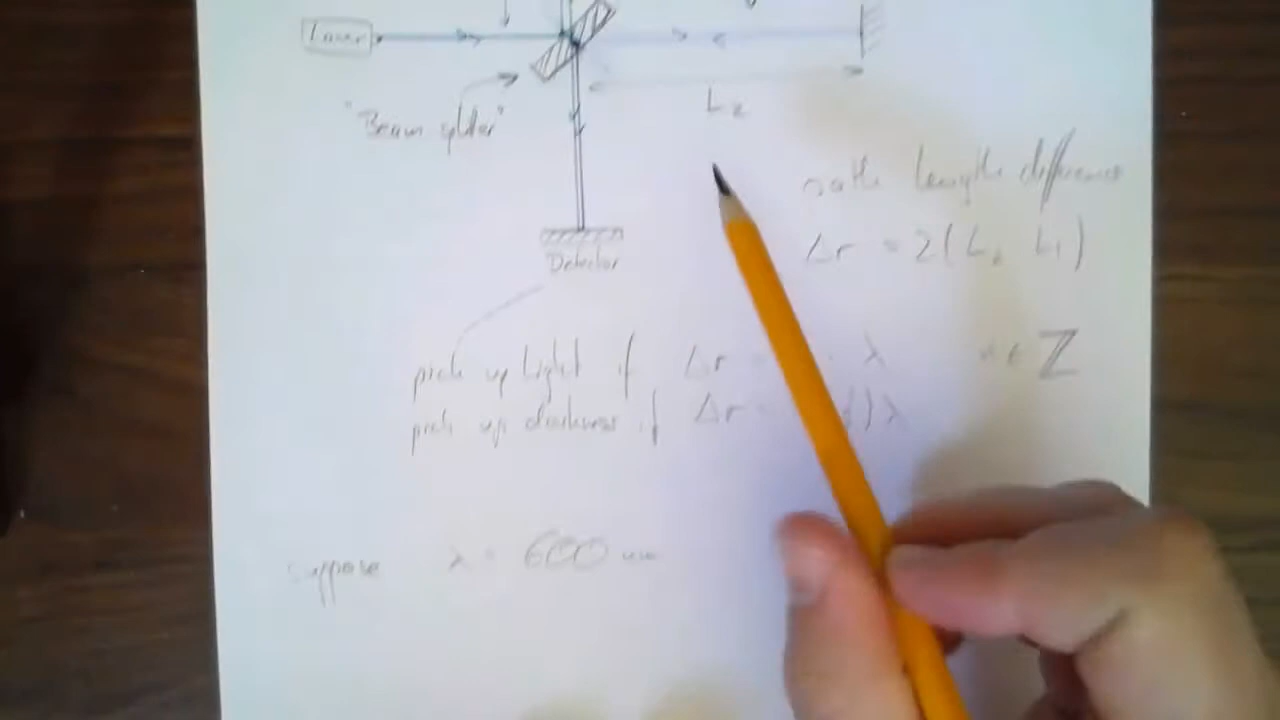 Laser
"Beam splitter"
L₂
path length difference
Δr = 2(L₂ L₁)
Detector
pick up light if Δr = λ n ∈ ℤ
pick up darkness if Δr = )λ
suppose λ = 600 nm